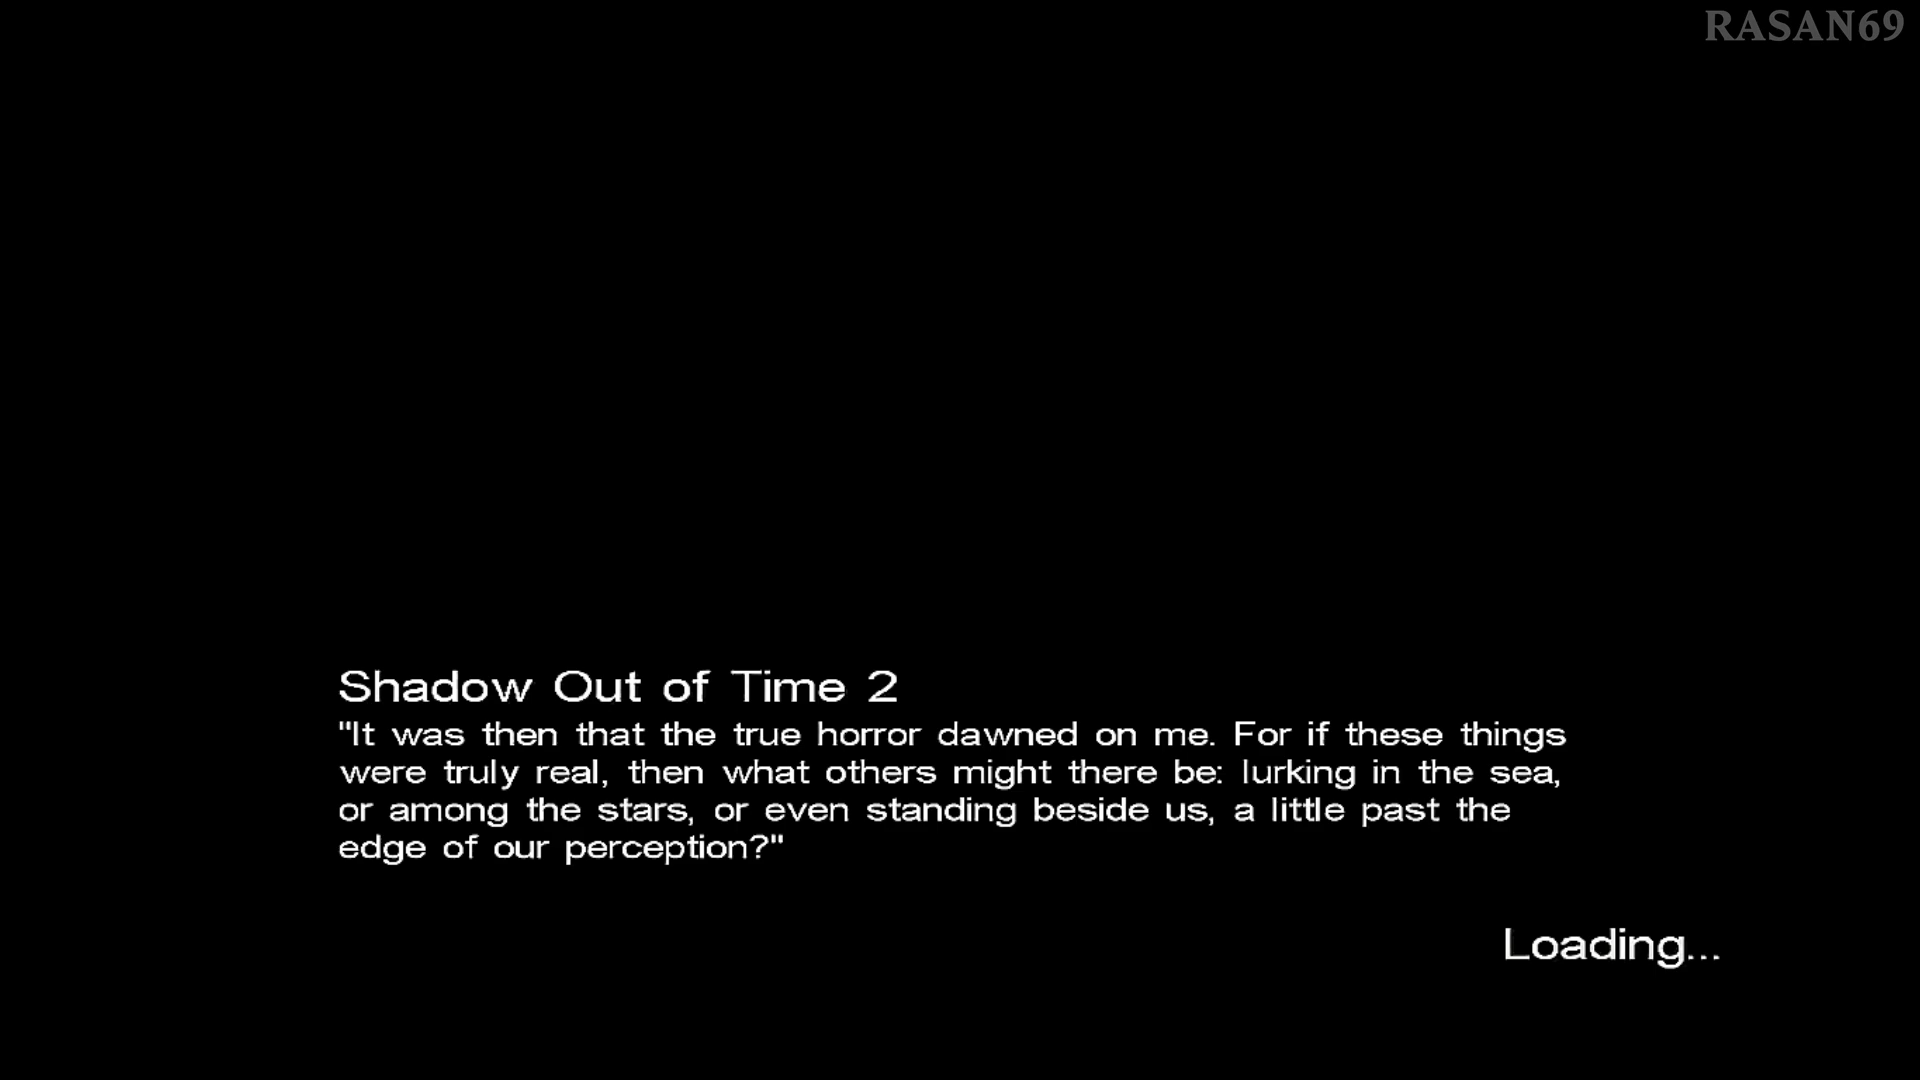 RASAN69
Shadow Out of Time 2
"It was then that the true horror dawned on me. For if these things
were truly real, then what others might there be: lurking in the sea,
or among the stars, or even standing beside us, a little past the
edge of our perception?"
Loading...